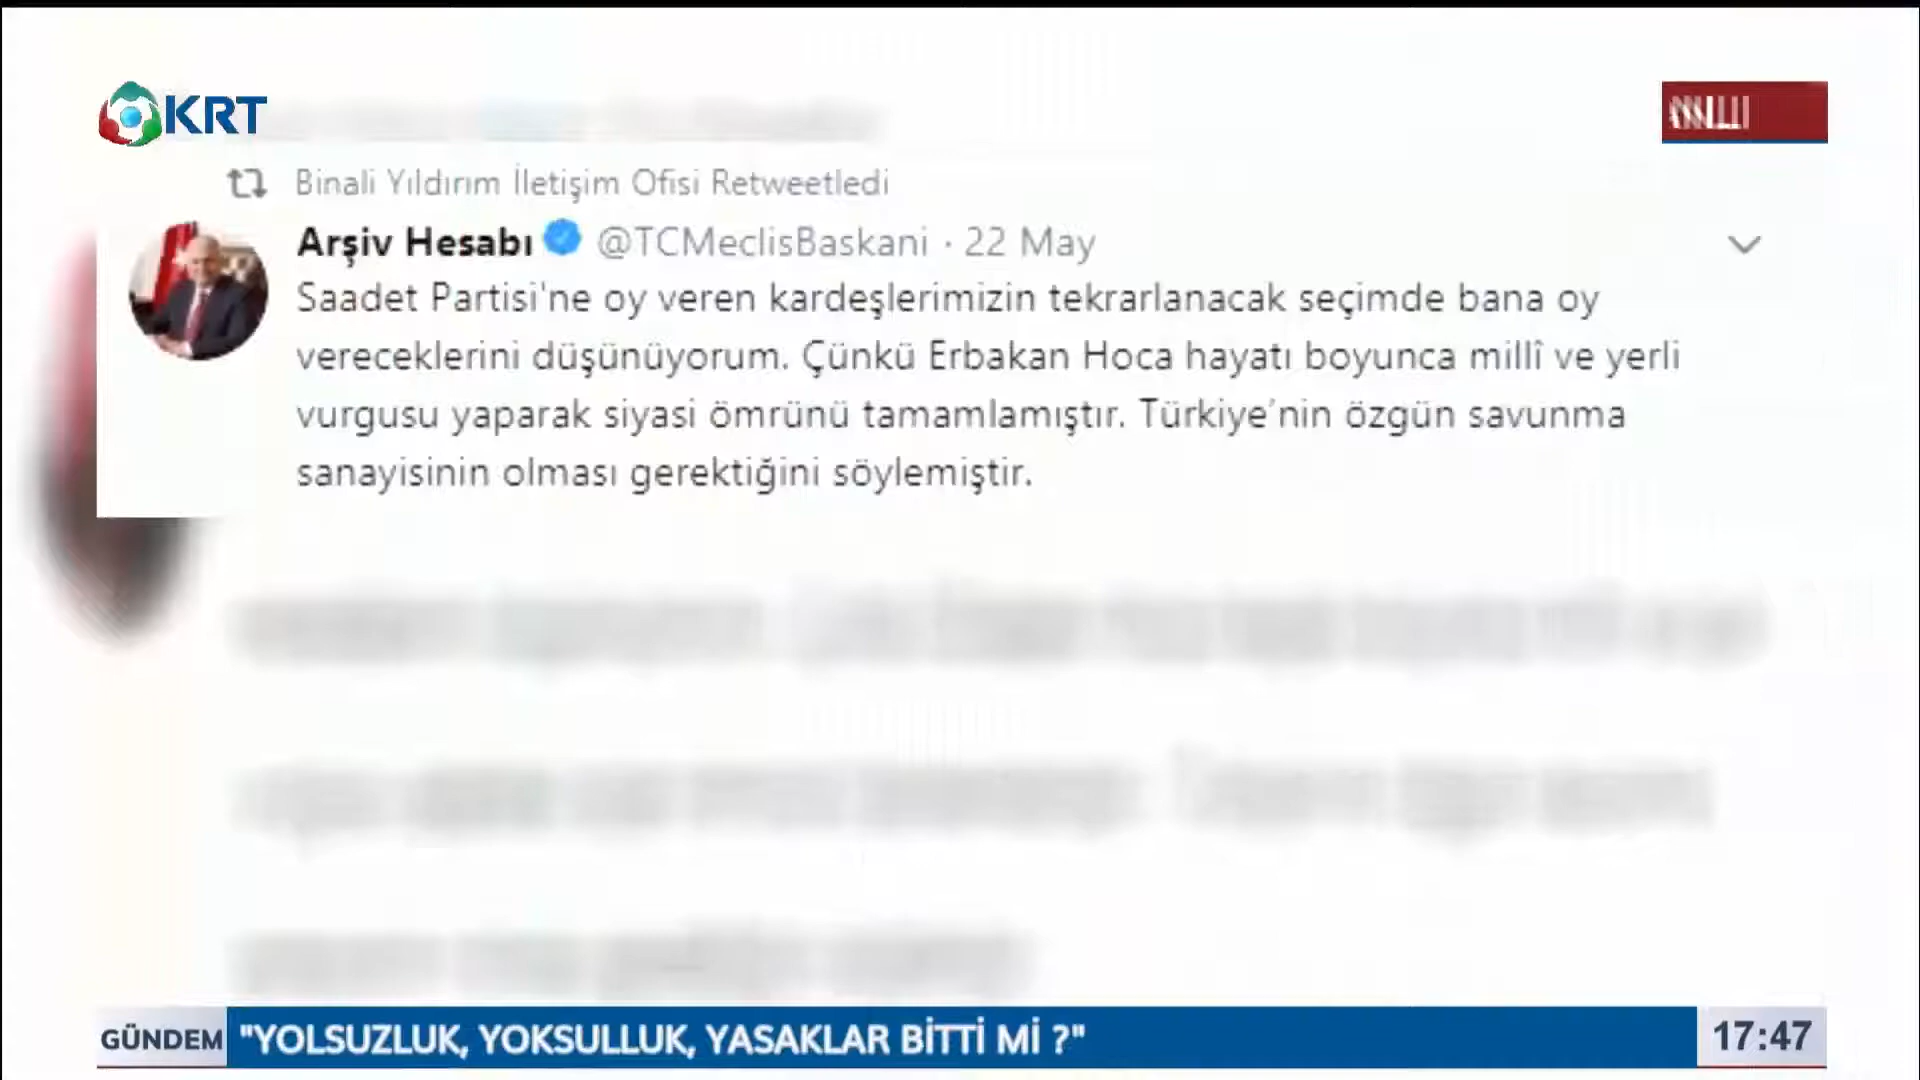 KRT
Binali Yıldırım İletişim Ofisi Retweetledi
Arşiv Hesabı @TCMeclisBaskani · 22 May
Saadet Partisi'ne oy veren kardeşlerimizin tekrarlanacak seçimde bana oy
vereceklerini düşünüyorum. Çünkü Erbakan Hoca hayatı boyunca millî ve yerli
vurgusu yaparak siyasi ömrünü tamamlamıştır. Türkiye'nin özgün savunma
sanayisinin olması gerektiğini söylemiştir.
GÜNDEM "YOLSUZLUK, YOKSULLUK, YASAKLAR BİTTİ Mİ ?" 17:47